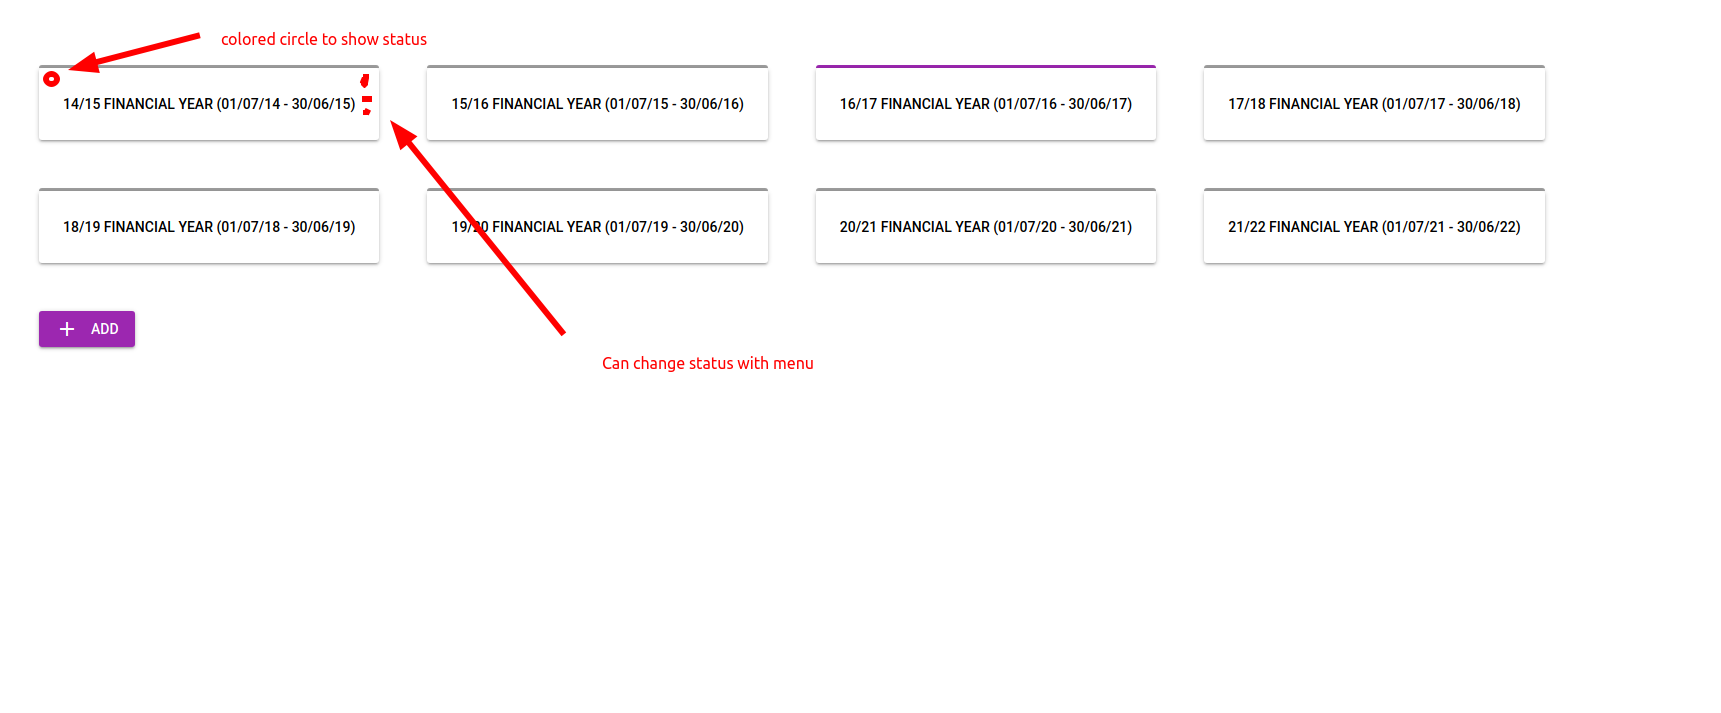 colored circle to show status
14/15 FINANCIAL YEAR (01/07/14 - 30/06/15)
15/16 FINANCIAL YEAR (01/07/15 - 30/06/16)
16/17 FINANCIAL YEAR (01/07/16 - 30/06/17)
17/18 FINANCIAL YEAR (01/07/17 - 30/06/18)
18/19 FINANCIAL YEAR (01/07/18 - 30/06/19)
19/20 FINANCIAL YEAR (01/07/19 - 30/06/20)
20/21 FINANCIAL YEAR (01/07/20 - 30/06/21)
21/22 FINANCIAL YEAR (01/07/21 - 30/06/22)
ADD
Can change status with menu